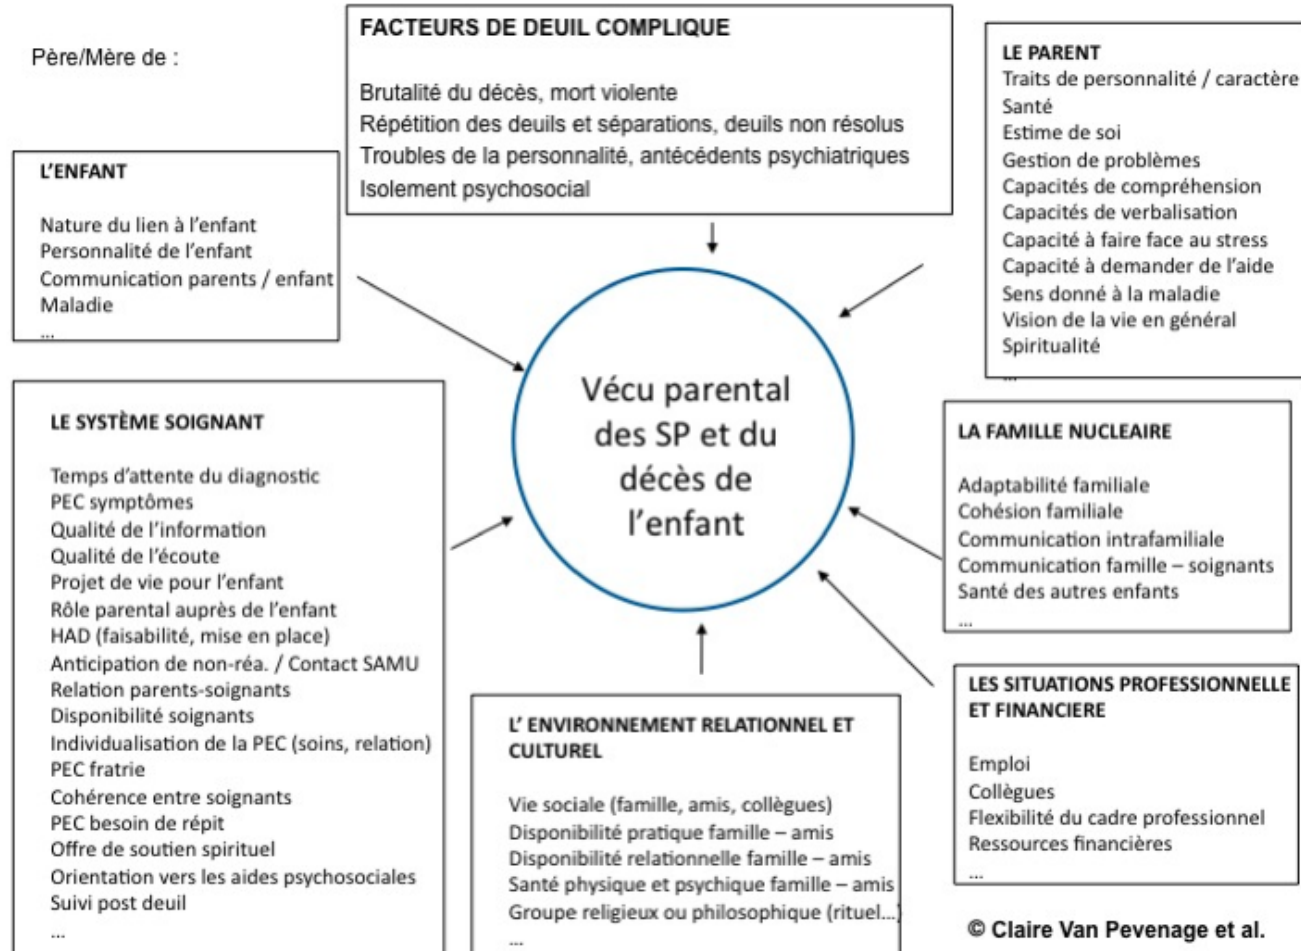 Père/Mère de :
FACTEURS DE DEUIL COMPLIQUE
Brutalité du décès, mort violente
Répétition des deuils et séparations, deuils non résolus
Troubles de la personnalité, antécédents psychiatriques
Isolement psychosocial
LE PARENT
Traits de personnalité / caractère
Santé
Estime de soi
Gestion de problèmes
Capacités de compréhension
Capacités de verbalisation
Capacité à faire face au stress
Capacité à demander de l'aide
Sens donné à la maladie
Vision de la vie en général
Spiritualité
...
L'ENFANT
Nature du lien à l'enfant
Personnalité de l'enfant
Communication parents / enfant
Maladie
...
Vécu parental
des SP et du
décès de
l'enfant
LE SYSTÈME SOIGNANT
Temps d'attente du diagnostic
PEC symptômes
Qualité de l'information
Qualité de l'écoute
Projet de vie pour l'enfant
Rôle parental auprès de l'enfant
HAD (faisabilité, mise en place)
Anticipation de non-réa. / Contact SAMU
Relation parents-soignants
Disponibilité soignants
Individualisation de la PEC (soins, relation)
PEC fratrie
Cohérence entre soignants
PEC besoin de répit
Offre de soutien spirituel
Orientation vers les aides psychosociales
Suivi post deuil
...
LA FAMILLE NUCLEAIRE
Adaptabilité familiale
Cohésion familiale
Communication intrafamiliale
Communication famille – soignants
Santé des autres enfants
...
L' ENVIRONEMENT RELATIONNEL ET
CULTUREL
Vie sociale (famille, amis, collègues)
Disponibilité pratique famille – amis
Disponibilité relationnelle famille – amis
Santé physique et psychique famille – amis
Groupe religieux ou philosophique (rituel...)
...
LES SITUATIONS PROFESSIONNELLE
ET FINANCIERE
Emploi
Collègues
Flexibilité du cadre professionnel
Ressources financières
...
© Claire Van Pevenage et al.